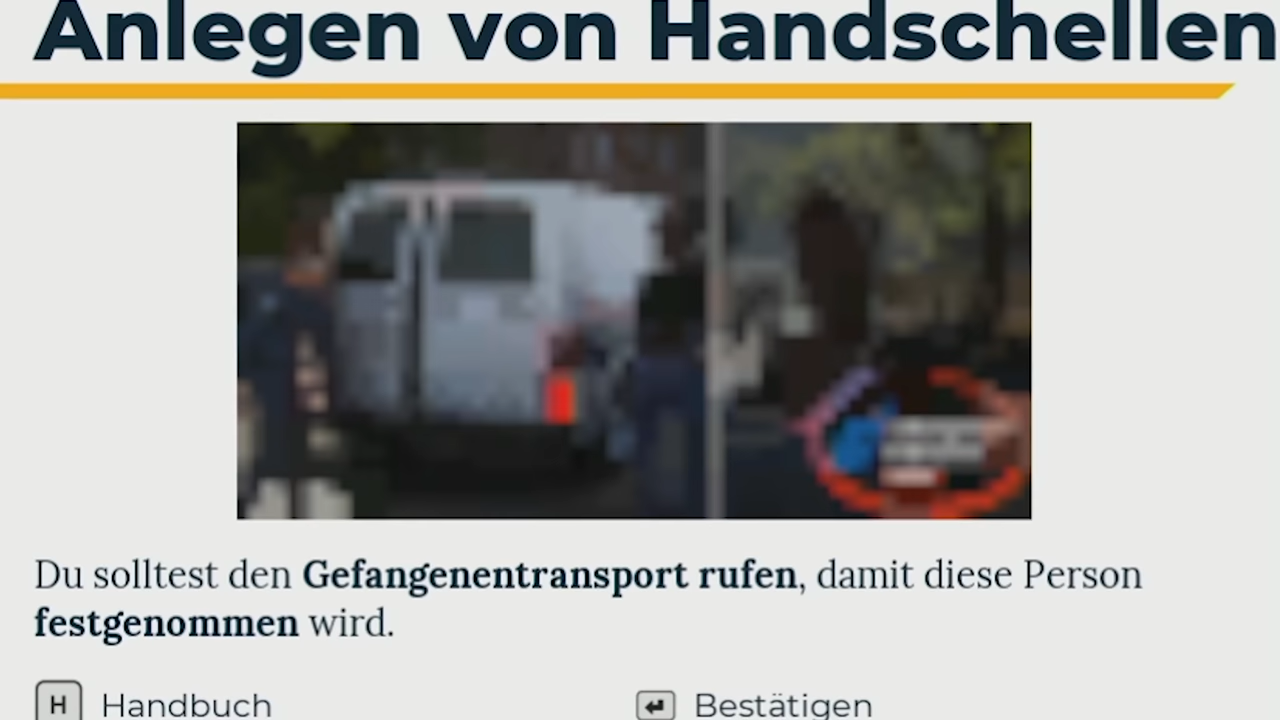 Anlegen von Handschellen
Du solltest den Gefangenentransport rufen, damit diese Person
festgenommen wird.
H Handbuch
Bestätigen